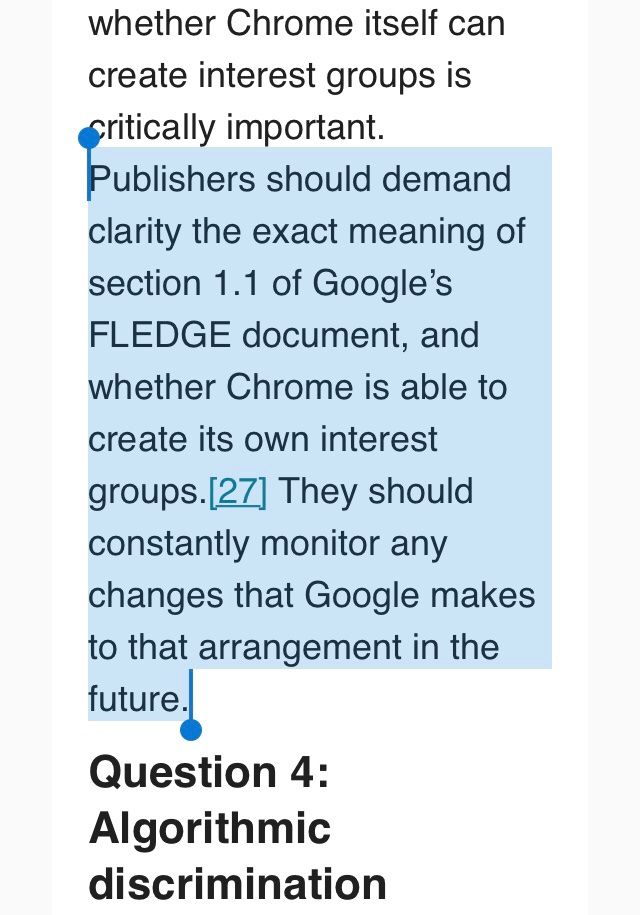 whether Chrome itself can
create interest groups is
critically important.
Publishers should demand
clarity the exact meaning of
section 1.1 of Google’s
FLEDGE document, and
whether Chrome is able to
create its own interest
groups.[27] They should
constantly monitor any
changes that Google makes
to that arrangement in the
future.
Question 4:
Algorithmic
discrimination